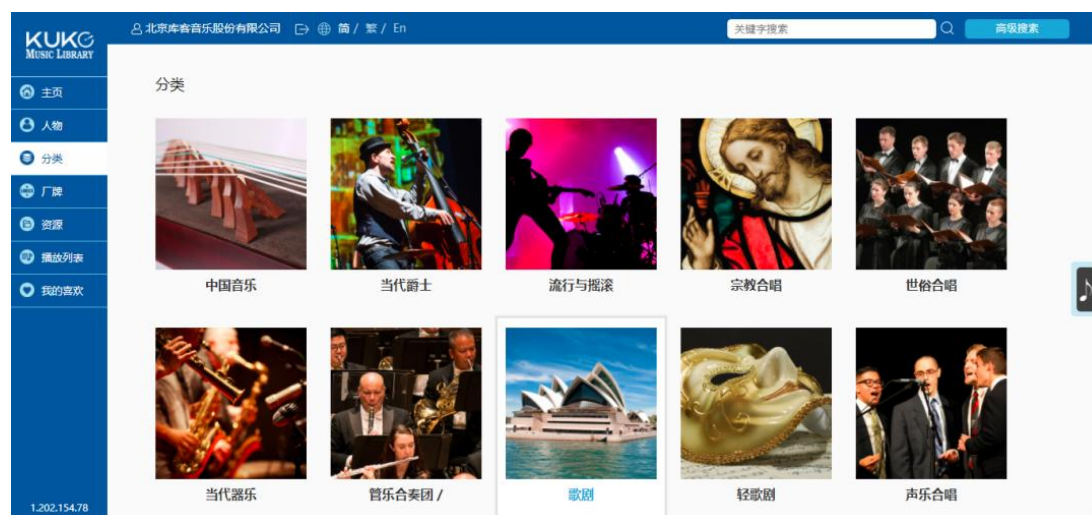 KUKE
MUSIC LIBRARY
北京库客音乐股份有限公司 简 / 繁 / En
关键字搜索
高级搜索
主页
人物
分类
厂牌
资源
播放列表
我的喜欢
1.202.154.78
分类
中国音乐
当代爵士
流行与摇滚
宗教合唱
世俗合唱
当代器乐
管乐合奏团 /
歌剧
轻歌剧
声乐合唱